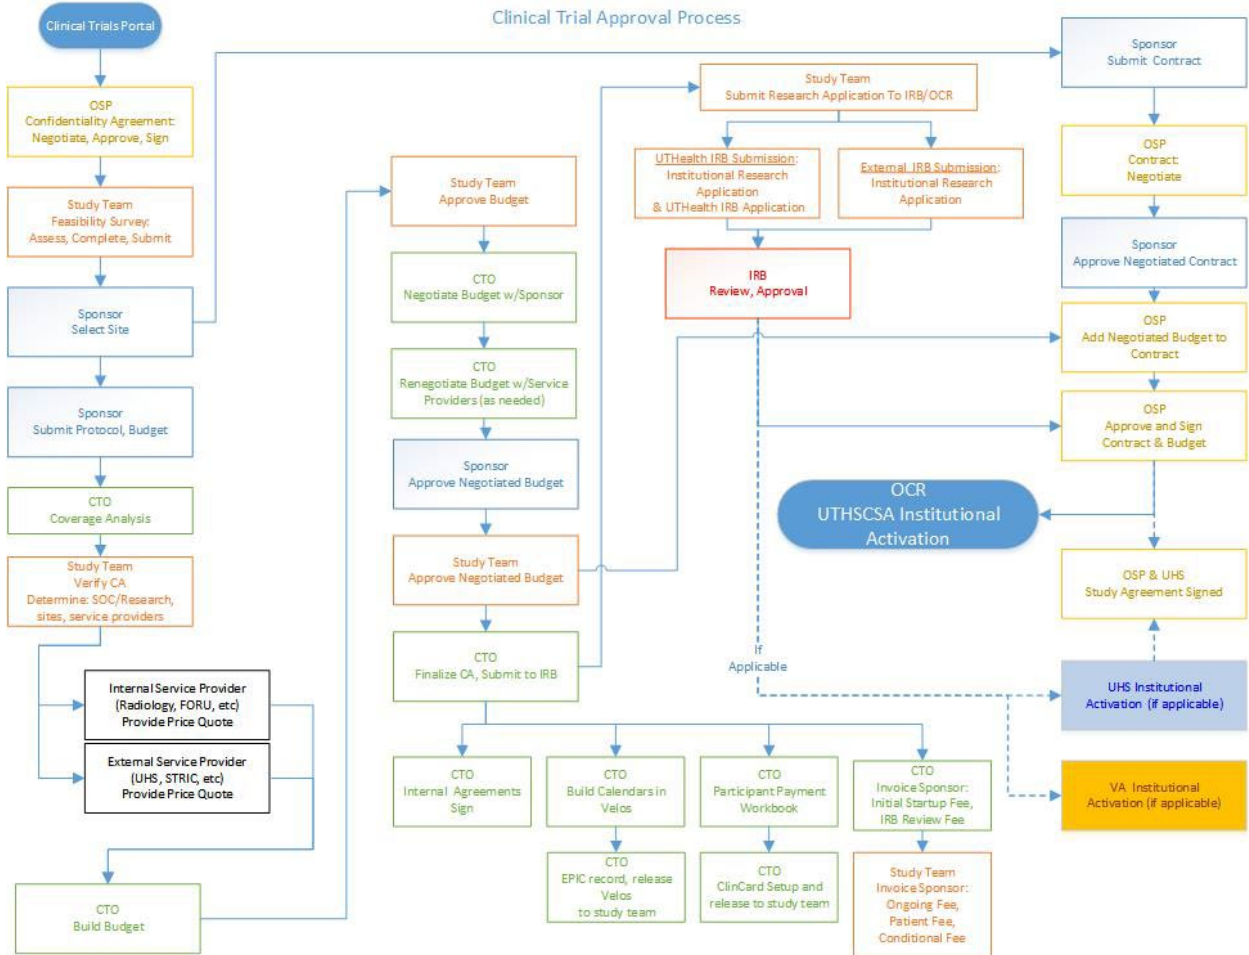 Clinical Trial Approval Process
Clinical Trials Portal
OSP
Confidentiality Agreement:
Negotiate, Approve, Sign
Study Team
Feasibility Survey:
Assess, Complete, Submit
Sponsor
Select Site
Sponsor
Submit Protocol, Budget
CTO
Coverage Analysis
Study Team
Verify CA
Determine: SOC/Research,
sites, service providers
Internal Service Provider
(Radiology, FORU, etc)
Provide Price Quote
External Service Provider
(UHS, STRIC, etc)
Provide Price Quote
CTO
Build Budget
Study Team
Approve Budget
CTO
Negotiate Budget w/Sponsor
CTO
Renegotiate Budget w/Service
Providers (as needed)
Sponsor
Approve Negotiated Budget
Study Team
Approve Negotiated Budget
CTO
Finalize CA, Submit to IRB
CTO
Internal Agreements
Sign
CTO
Build Calendars in
Velos
CTO
EPIC record, release
Velos
to study team
CTO
Participant Payment
Workbook
CTO
ClinCard Setup and
release to study team
CTO
Invoice Sponsor:
Initial Startup Fee,
IRB Review Fee
Study Team
Invoice Sponsor:
Ongoing Fee,
Patient Fee,
Conditional Fee
Study Team
Submit Research Application To IRB/OCR
UTHealth IRB Submission:
Institutional Research
Application
& UTHealth IRB Application
External IRB Submission:
Institutional Research
Application
IRB
Review, Approval
If
Applicable
Sponsor
Submit Contract
OSP
Contract:
Negotiate
Sponsor
Approve Negotiated Contract
OSP
Add Negotiated Budget to
Contract
OSP
Approve and Sign
Contract & Budget
OCR
UTHSCSA Institutional
Activation
OSP & UHS
Study Agreement Signed
UHS Institutional
Activation (if applicable)
VA Institutional
Activation (if applicable)